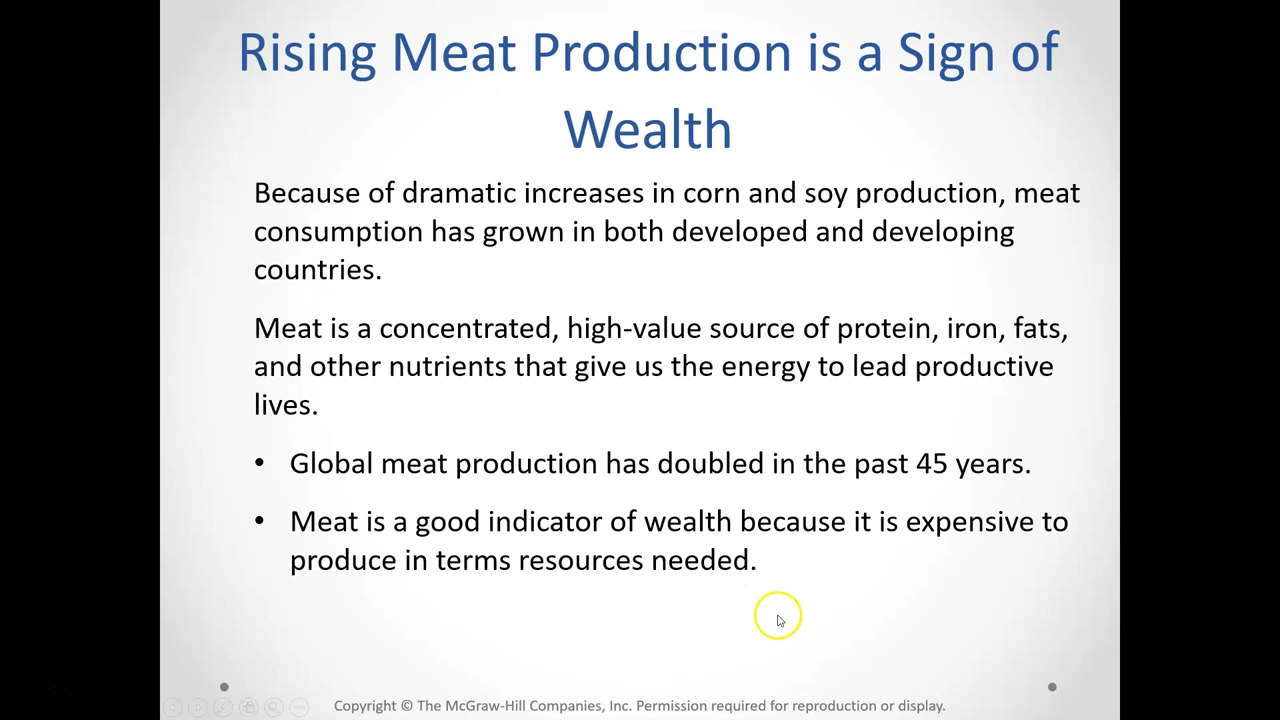 Rising Meat Production is a Sign of
Wealth
Because of dramatic increases in corn and soy production, meat
consumption has grown in both developed and developing
countries.
Meat is a concentrated, high-value source of protein, iron, fats,
and other nutrients that give us the energy to lead productive
lives.
• Global meat production has doubled in the past 45 years.
• Meat is a good indicator of wealth because it is expensive to
produce in terms resources needed.
Copyright © The McGraw-Hill Companies, Inc. Permission required for reproduction or display.